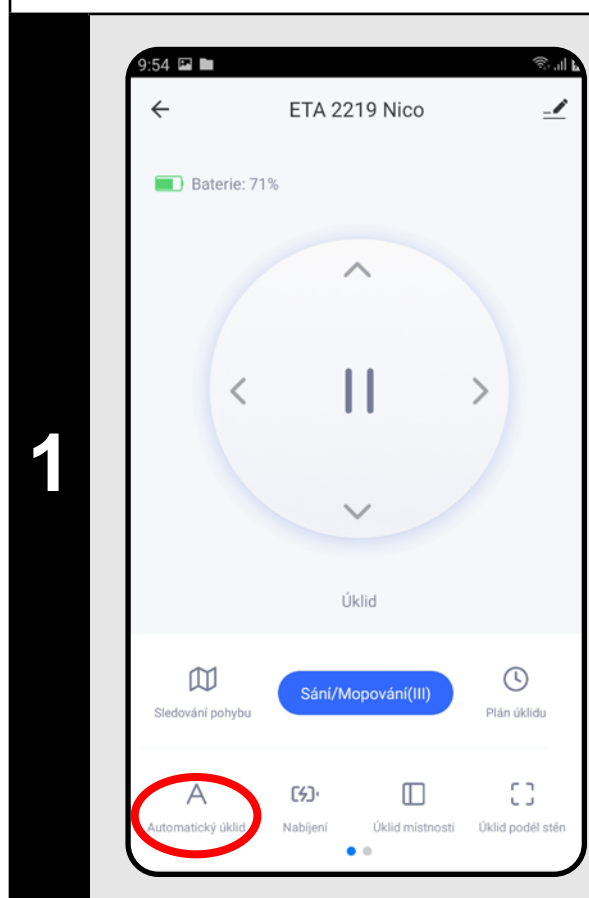 1
9:54
ETA 2219 Nico
Baterie: 71%
Úklid
Sledování pohybu
Sání/Mopování(III)
Plán úklidu
Automatický úklid
Nabíjení
Úklid místnosti
Úklid podél stěn